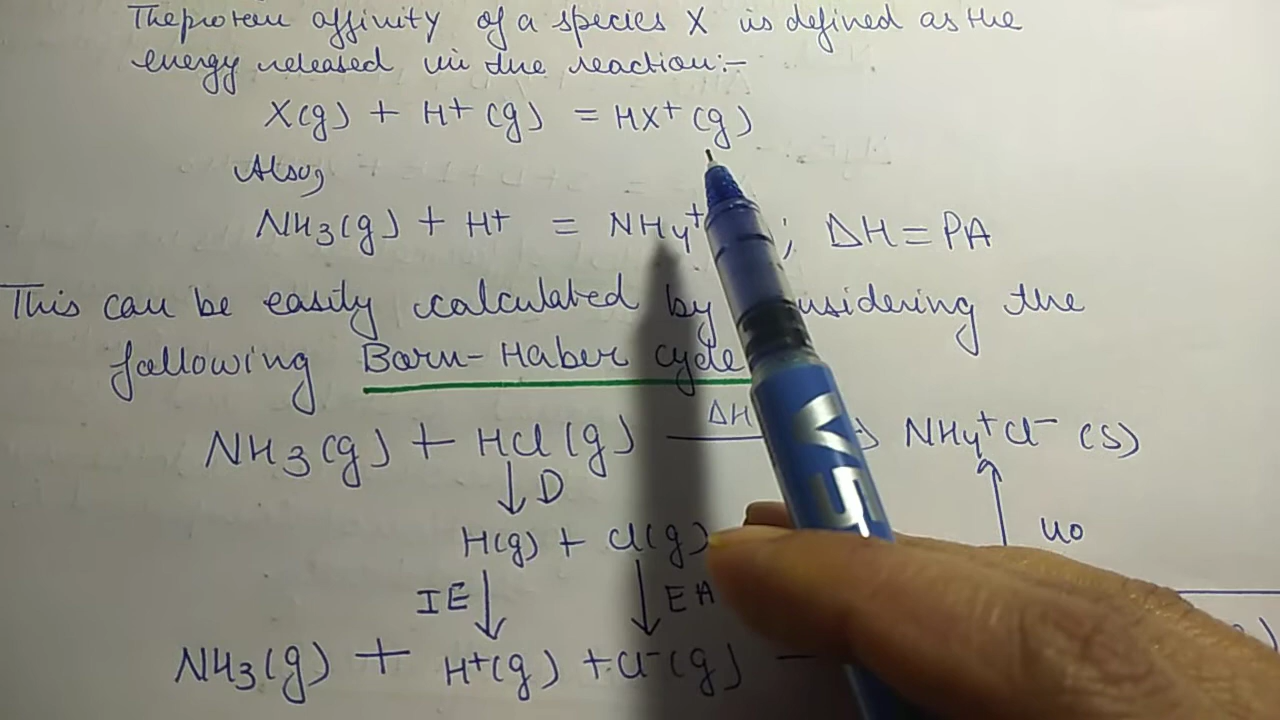 The proton affinity of a species X is defined as the
energy released in the reaction:-
X(g) + H+ (g) = HX+ (g)
Also,
NH3(g) + H+ = NH4+ ; ΔH = PA
This can be easily calculated by the
following Born-Haber cycle
NH3(g) + HCl(g) ΔH NH4+Cl- (s)
↓ D
H(g) + Cl(g) U0
IE ↓ ↓ EA
NH3(g) + H+(g) + Cl-(g)
V5